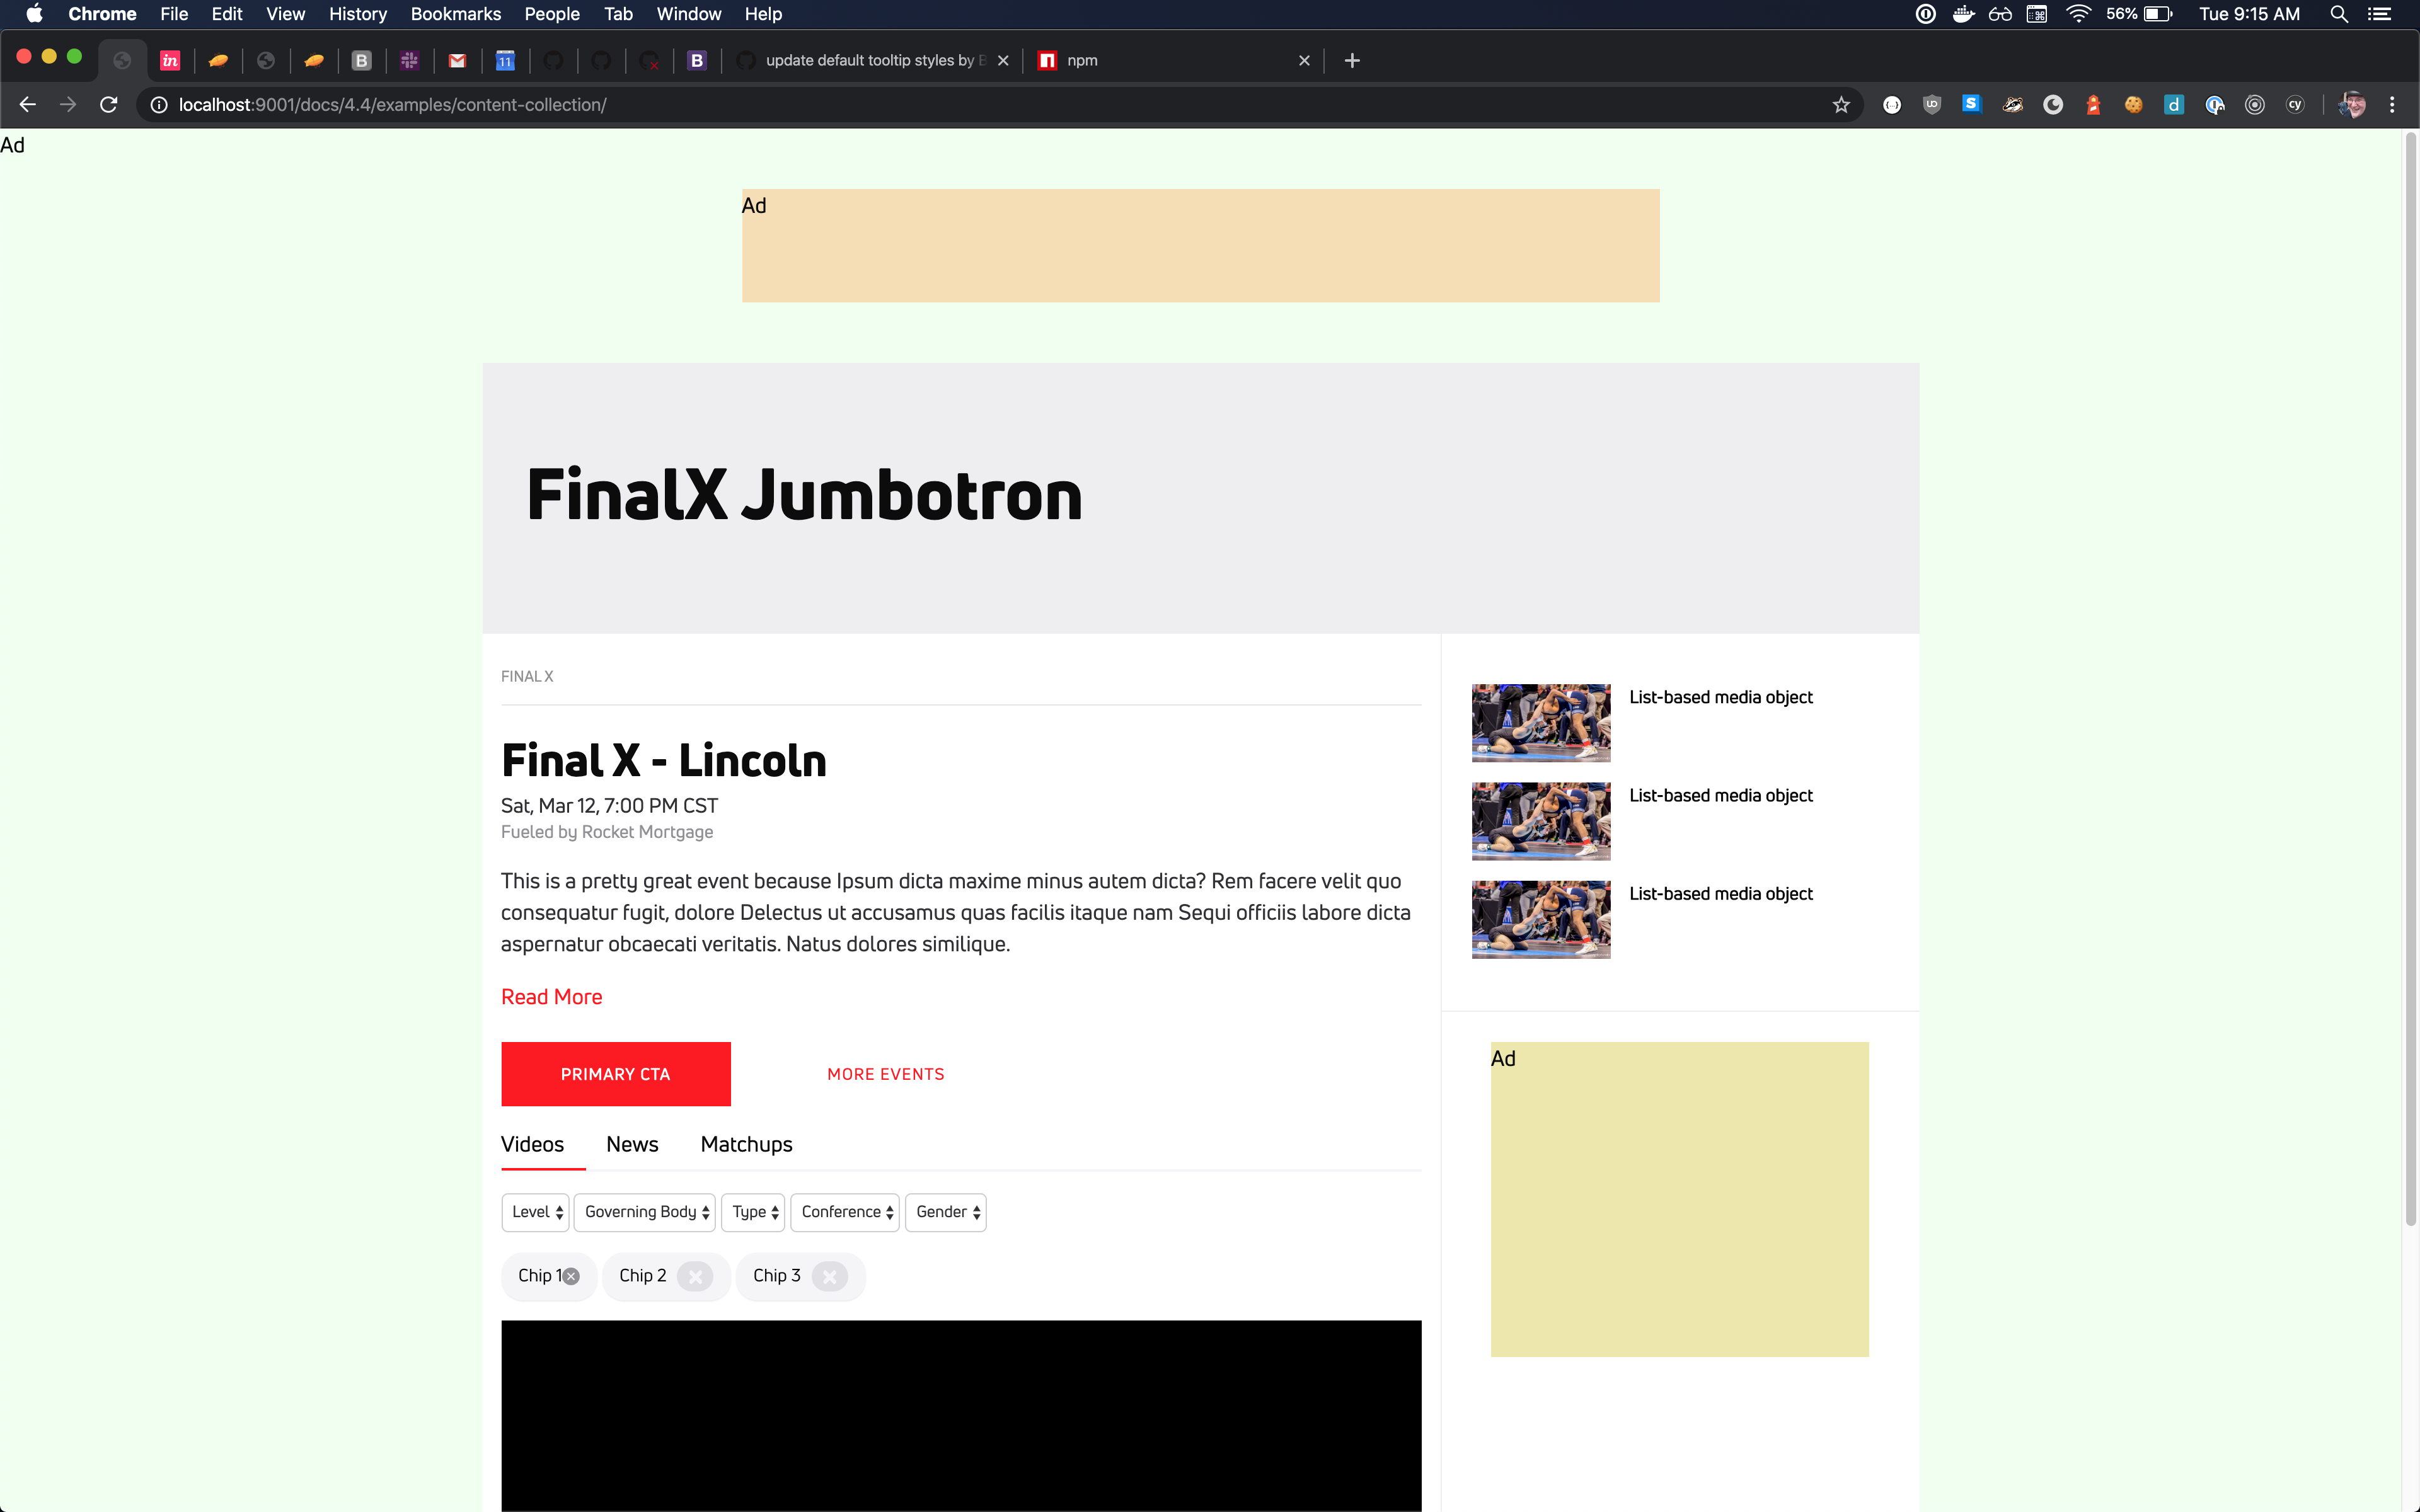 Chrome File Edit View History Bookmarks People Tab Window Help 56% Tue 9:15 AM
in B 11 B update default tooltip styles by B npm
localhost:9001/docs/4.4/examples/content-collection/ S d cy
Ad
Ad
FinalX Jumbotron
FINAL X
Final X - Lincoln
Sat, Mar 12, 7:00 PM CST
Fueled by Rocket Mortgage
This is a pretty great event because Ipsum dicta maxime minus autem dicta? Rem facere velit quo
consequatur fugit, dolore Delectus ut accusamus quas facilis itaque nam Sequi officiis labore dicta
aspernatur obcaecati veritatis. Natus dolores similique.
Read More
PRIMARY CTA MORE EVENTS
Videos News Matchups
Level Governing Body Type Conference Gender
Chip 1 Chip 2 Chip 3
List-based media object
List-based media object
List-based media object
Ad